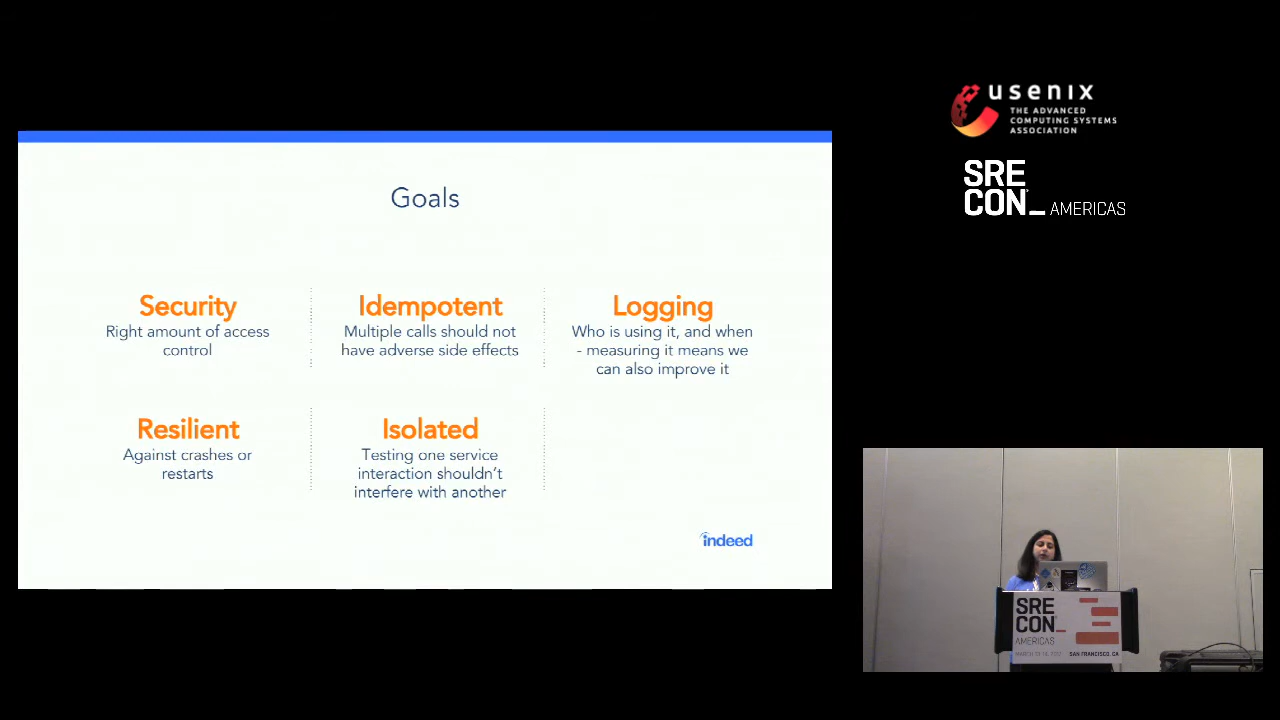 usenix
THE ADVANCED
COMPUTING SYSTEMS
ASSOCIATION
SRE
CON_ AMERICAS
Goals
Security
Right amount of access
control
Idempotent
Multiple calls should not
have adverse side effects
Logging
Who is using it, and when
- measuring it means we
can also improve it
Resilient
Against crashes or
restarts
Isolated
Testing one service
interaction shouldn't
interfere with another
indeed
SRE
CON_
AMERICAS
SAN FRANCISCO, CA